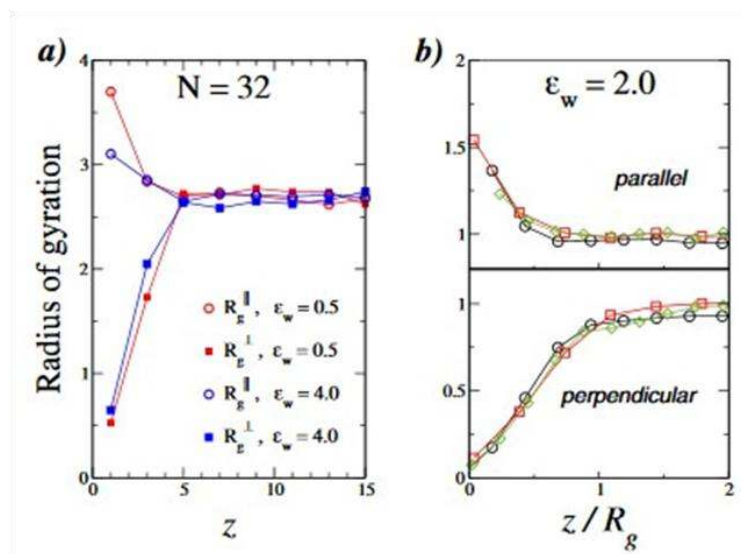 a)
N = 32
Radius of gyration
4
3
2
1
0
R_g^∥, ε_w = 0.5
R_g^⊥, ε_w = 0.5
R_g^∥, ε_w = 4.0
R_g^⊥, ε_w = 4.0
0 5 10 15
z
b)
ε_w = 2.0
2
1.5
1
parallel
1
0.5
0
perpendicular
0 1 2
z / R_g